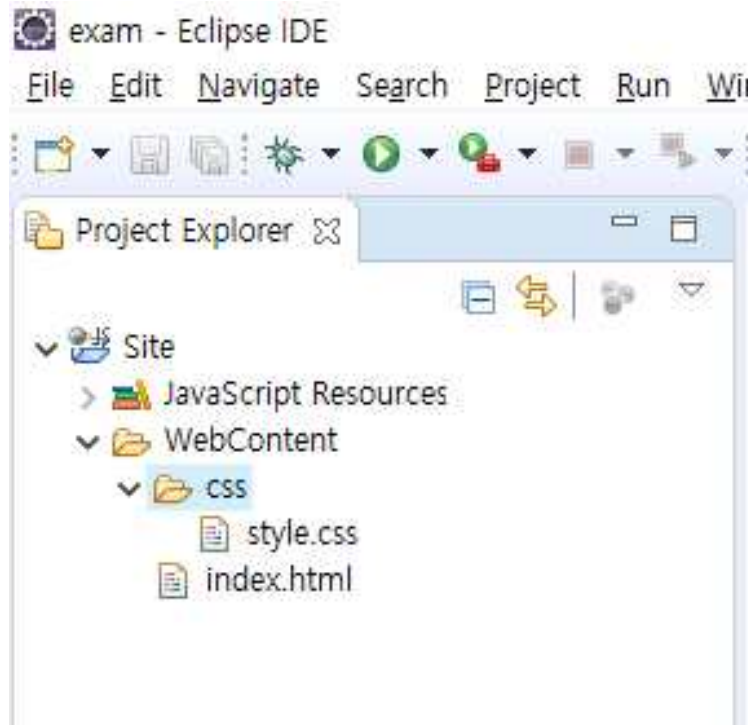 exam - Eclipse IDE
File Edit Navigate Search Project Run
Project Explorer
Site
JavaScript Resources
WebContent
css
style.css
index.html